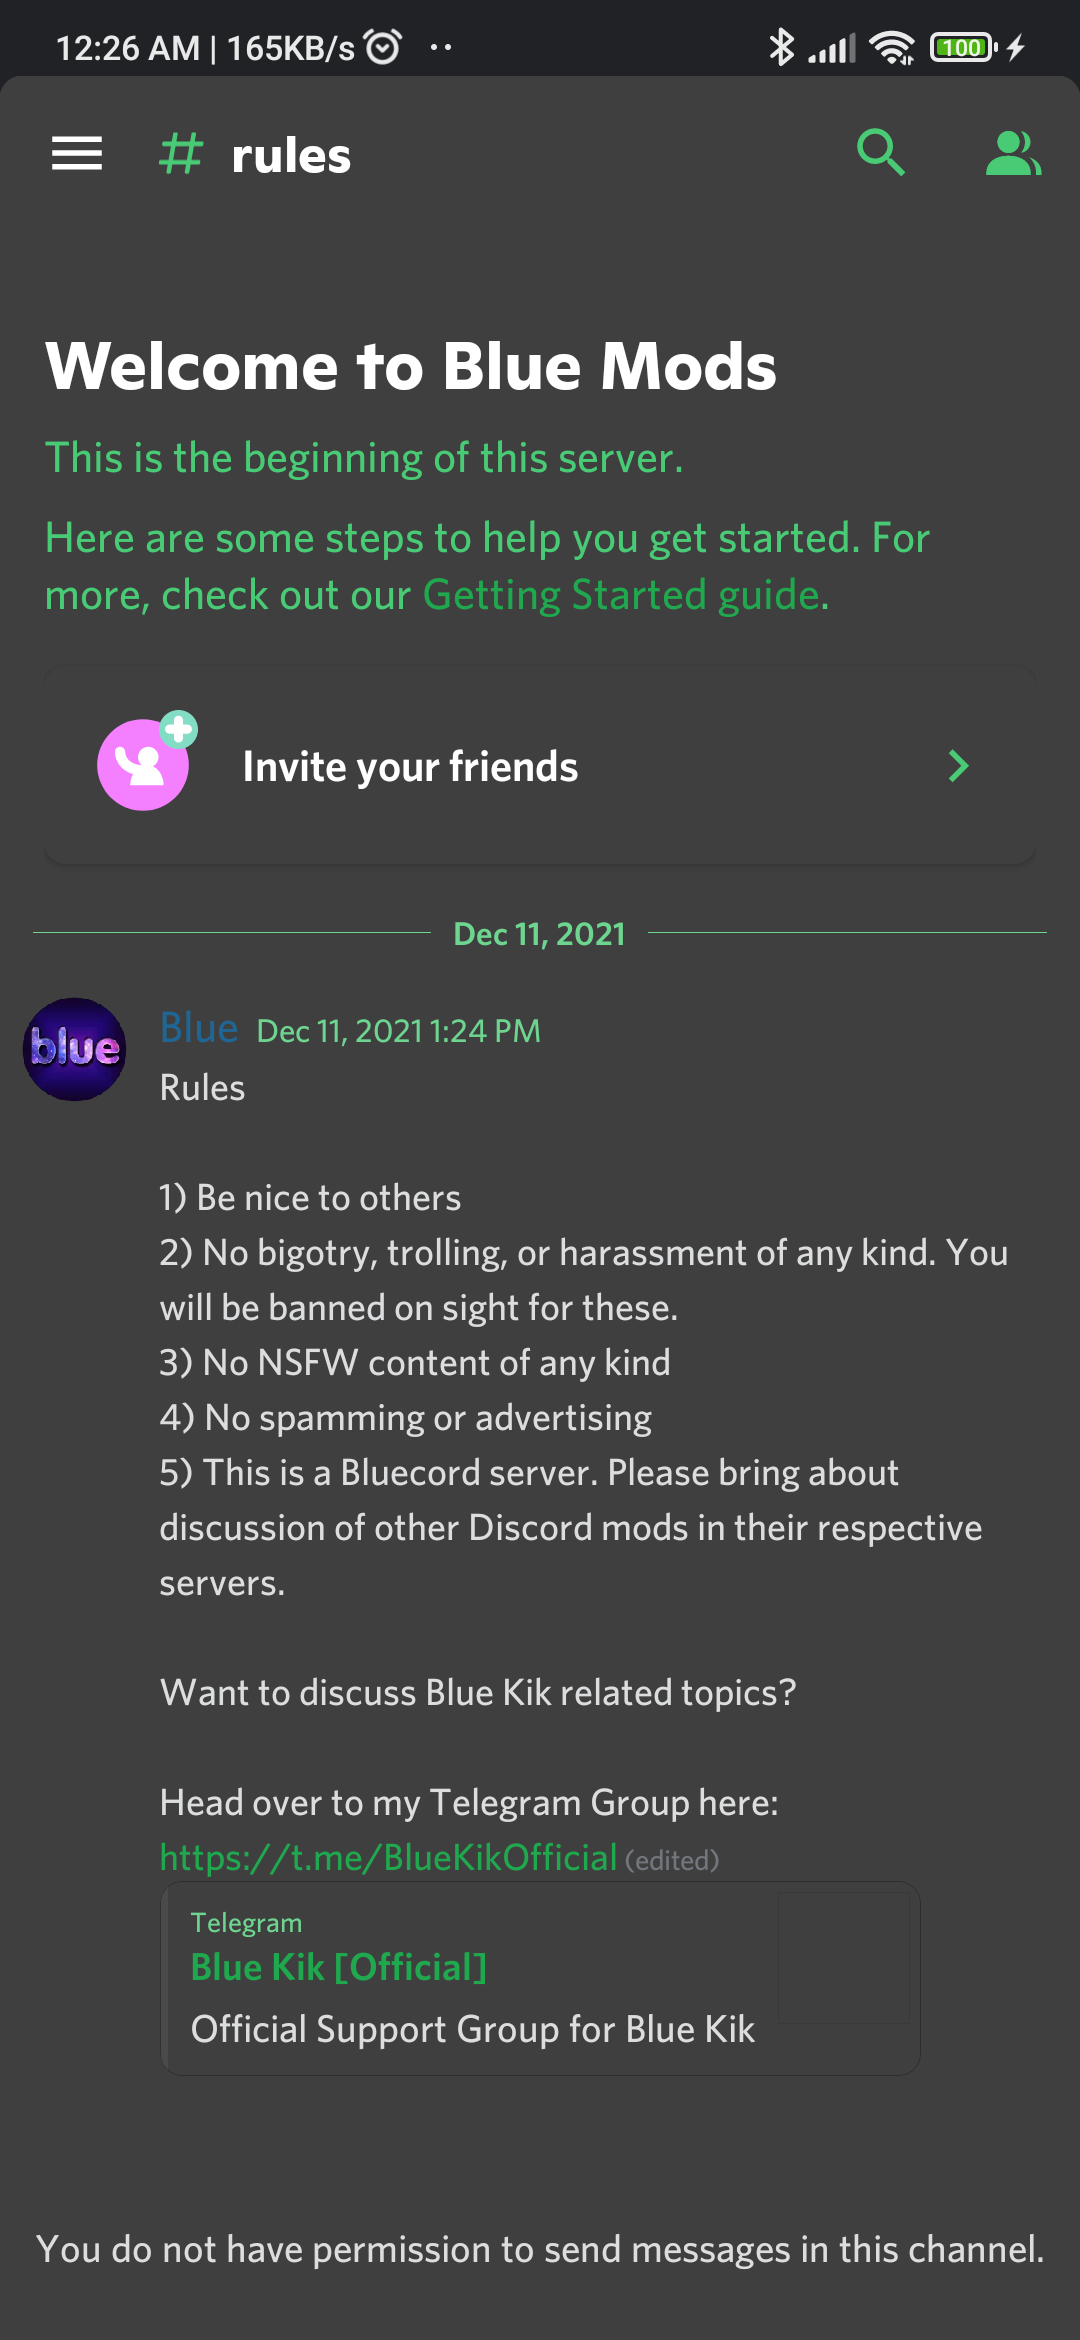 12:26 AM | 165KB/s
100
# rules
Welcome to Blue Mods
This is the beginning of this server.
Here are some steps to help you get started. For
more, check out our Getting Started guide.
Invite your friends
Dec 11, 2021
blue
Blue Dec 11, 2021 1:24 PM
Rules
1) Be nice to others
2) No bigotry, trolling, or harassment of any kind. You
will be banned on sight for these.
3) No NSFW content of any kind
4) No spamming or advertising
5) This is a Bluecord server. Please bring about
discussion of other Discord mods in their respective
servers.
Want to discuss Blue Kik related topics?
Head over to my Telegram Group here:
https://t.me/BlueKikOfficial (edited)
Telegram
Blue Kik [Official]
Official Support Group for Blue Kik
You do not have permission to send messages in this channel.